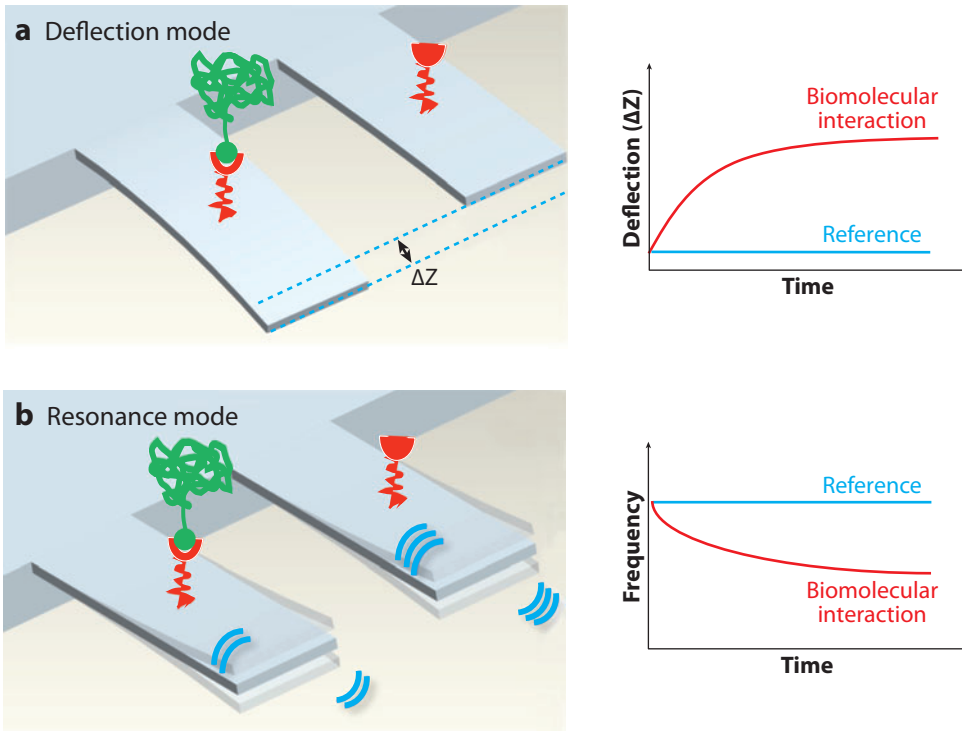 a Deflection mode
ΔZ
Deflection (ΔZ)
Biomolecular
interaction
Reference
Time
b Resonance mode
Frequency
Reference
Biomolecular
interaction
Time